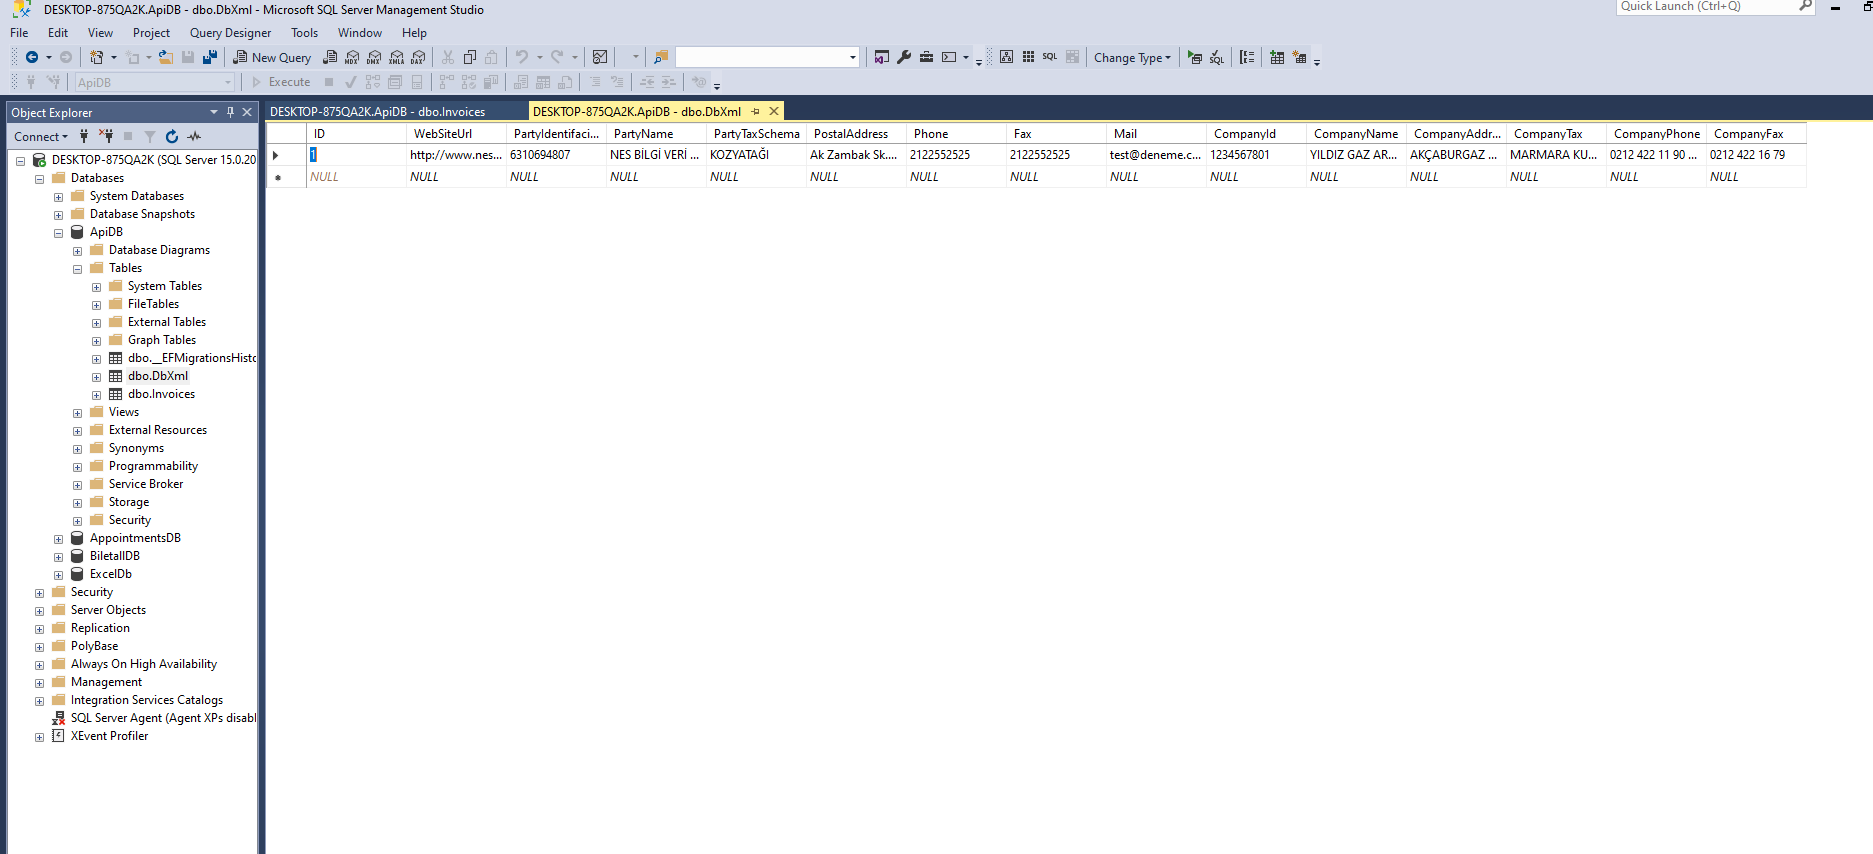 DESKTOP-875QA2K.ApiDB - dbo.DbXml - Microsoft SQL Server Management Studio
Quick Launch (Ctrl+Q)
File Edit View Project Query Designer Tools Window Help
New Query MDX DMX XMLA DAX SQL Change Type SQL
ApiDB Execute
Object Explorer
DESKTOP-875QA2K.ApiDB - dbo.Invoices DESKTOP-875QA2K.ApiDB - dbo.DbXml
Connect
ID WebSiteUrl PartyIdentifaci... PartyName PartyTaxSchema PostalAddress Phone Fax Mail CompanyId CompanyName CompanyAddr... CompanyTax CompanyPhone CompanyFax
1 http://www.nes... 6310694807 NES BİLGİ VERİ ... KOZYATAĞI Ak Zambak Sk.... 2122552525 2122552525 test@deneme.c... 1234567801 YILDIZ GAZ AR... AKÇABURGAZ ... MARMARA KU... 0212 422 11 90 ... 0212 422 16 79
NULL NULL NULL NULL NULL NULL NULL NULL NULL NULL NULL NULL NULL NULL NULL
DESKTOP-875QA2K (SQL Server 15.0.20
Databases
System Databases
Database Snapshots
ApiDB
Database Diagrams
Tables
System Tables
FileTables
External Tables
Graph Tables
dbo.__EFMigrationsHistc
dbo.DbXml
dbo.Invoices
Views
External Resources
Synonyms
Programmability
Service Broker
Storage
Security
AppointmentsDB
BiletallDB
ExcelDb
Security
Server Objects
Replication
PolyBase
Always On High Availability
Management
Integration Services Catalogs
SQL Server Agent (Agent XPs disabl
XEvent Profiler